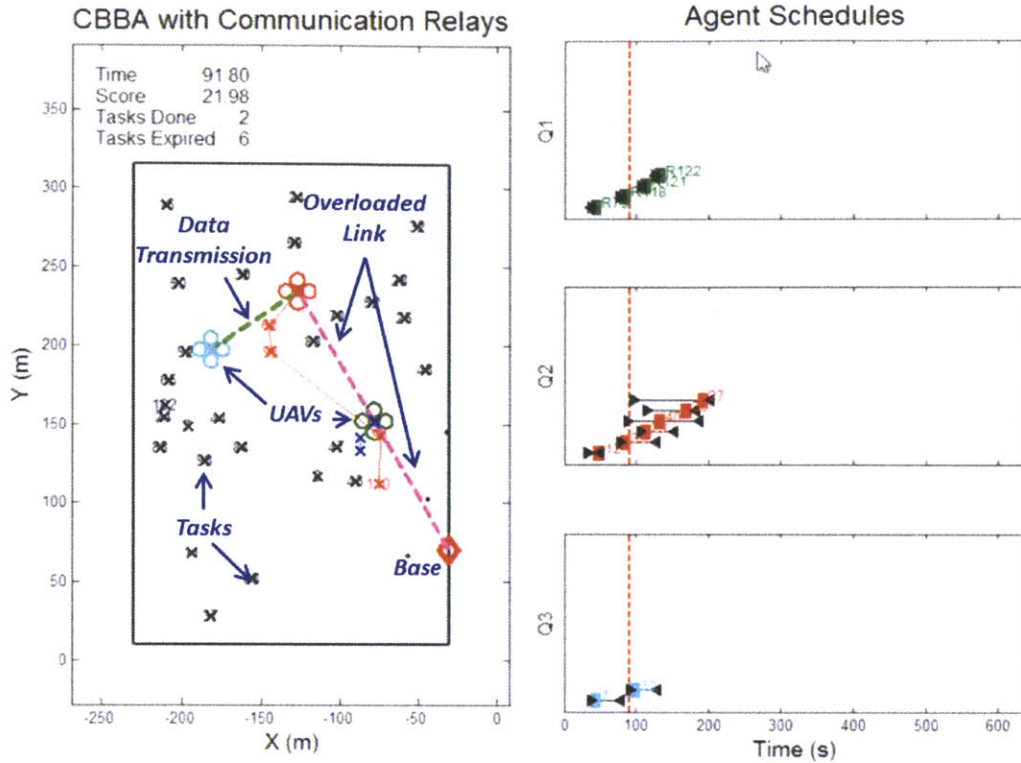 CBBA with Communication Relays
Time 91.80
Score 21.98
Tasks Done 2
Tasks Expired 6
350
300
250
200
150
100
50
0
Y (m)
Data
Transmission
Overloaded
Link
UAVs
Tasks
Base
-250
-200
-150
-100
-50
0
X (m)
Agent Schedules
Q1
Q2
Q3
0
100
200
300
400
500
600
Time (s)